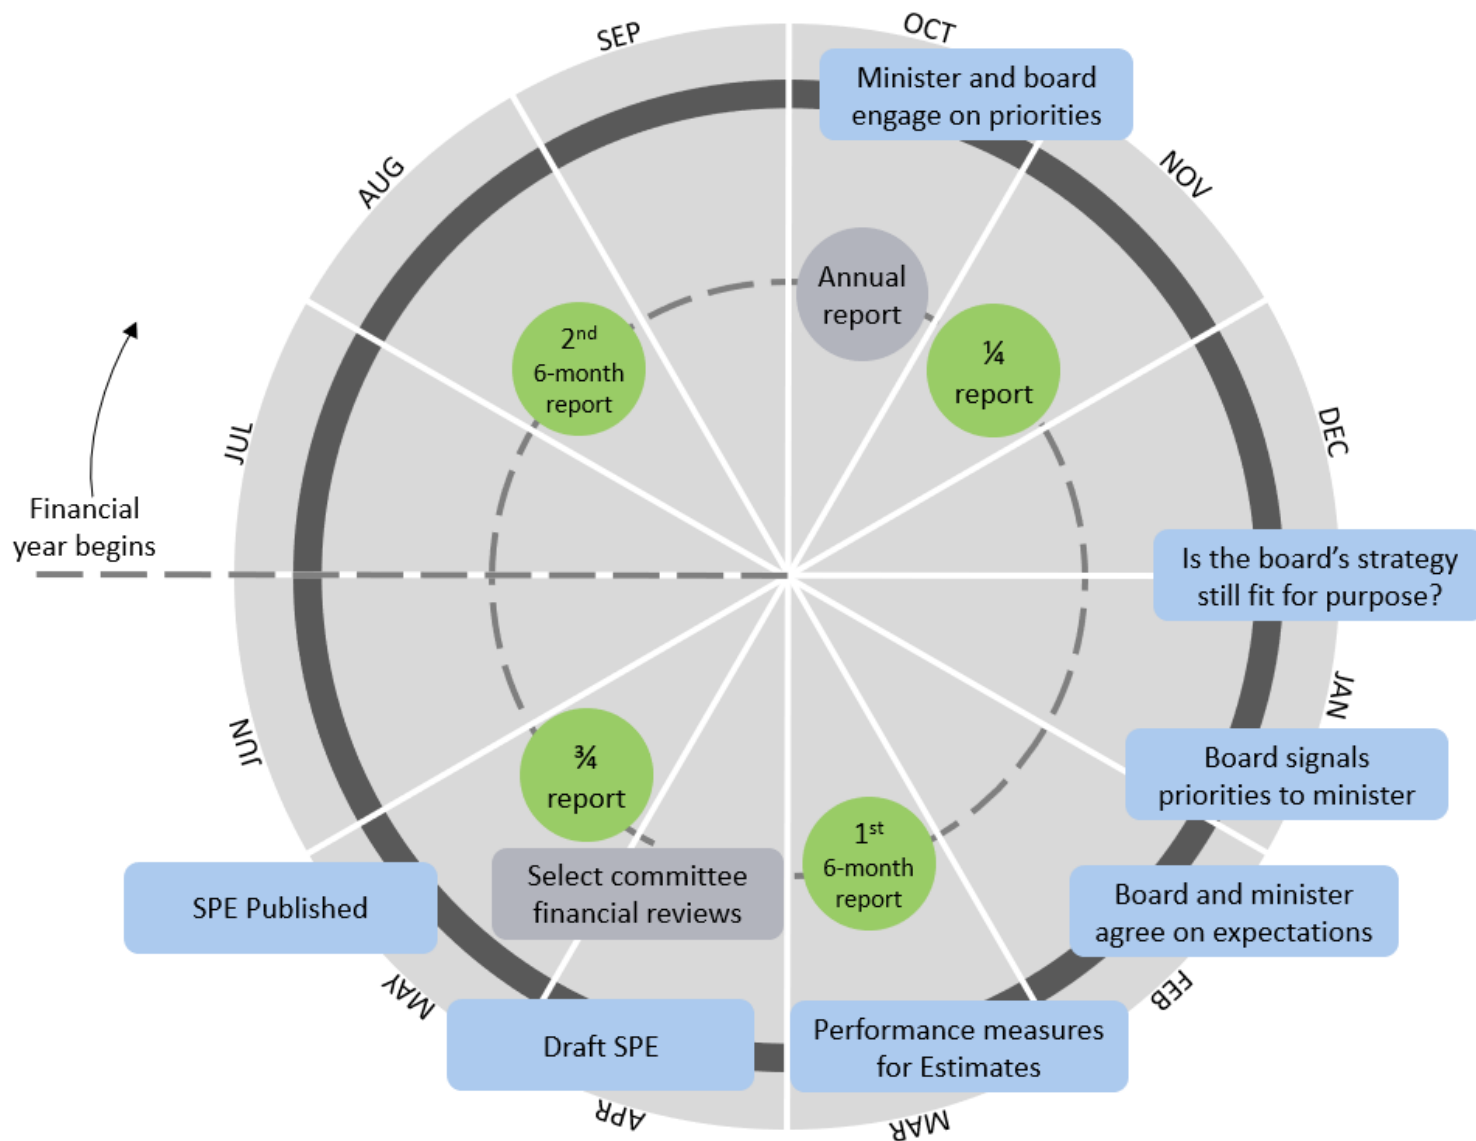 SEP
OCT
Minister and board
engage on priorities
AUG
NOV
Annual
report
2nd
6-month
report
¼
report
JUL
DEC
Financial
year begins
Is the board's strategy
still fit for purpose?
JUN
JAN
Board signals
priorities to minister
¾
report
1st
6-month
report
SPE Published
Select committee
financial reviews
Board and minister
agree on expectations
MAY
FEB
Draft SPE
Performance measures
for Estimates
APR
MAR